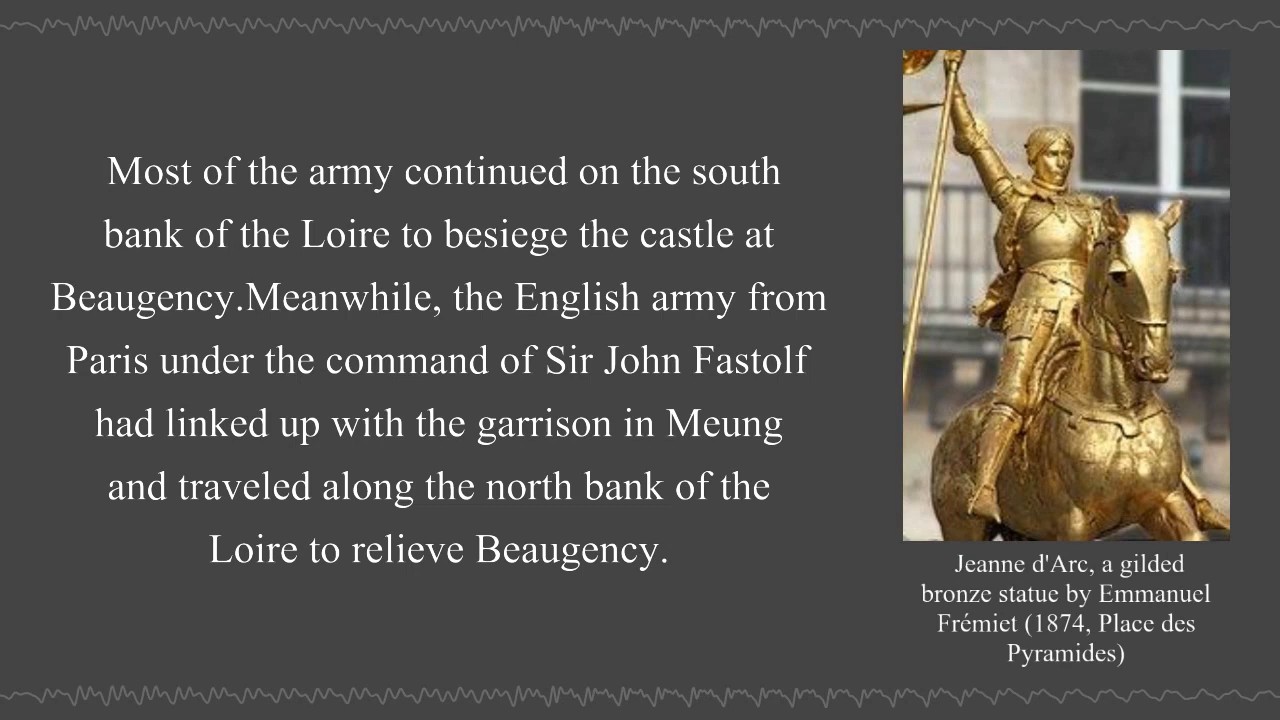 Most of the army continued on the south
bank of the Loire to besiege the castle at
Beaugency.Meanwhile, the English army from
Paris under the command of Sir John Fastolf
had linked up with the garrison in Meung
and traveled along the north bank of the
Loire to relieve Beaugency.
Jeanne d'Arc, a gilded
bronze statue by Emmanuel
Frémiet (1874, Place des
Pyramides)